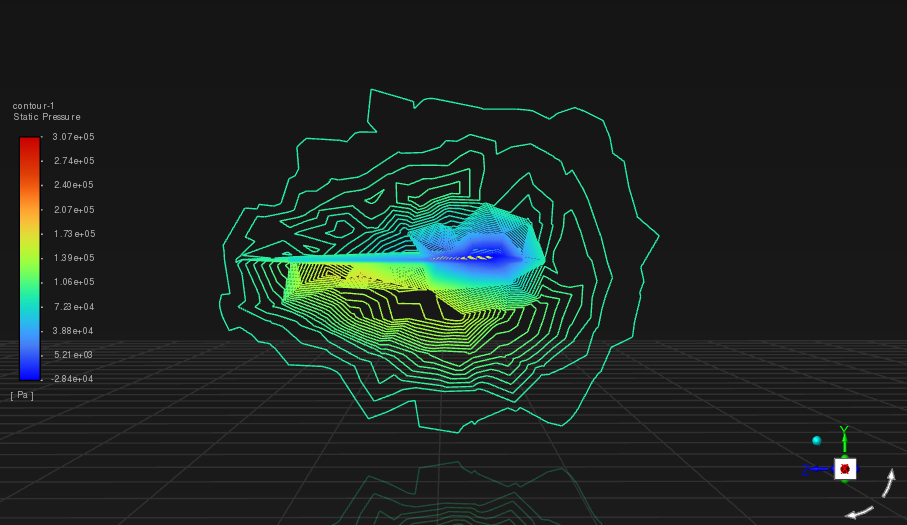 contour-1
Static Pressure
3.07e+05
2.74e+05
2.40e+05
2.07e+05
1.73e+05
1.39e+05
1.06e+05
7.23e+04
3.88e+04
5.21e+03
-2.84e+04
[ Pa ]
Y
Z